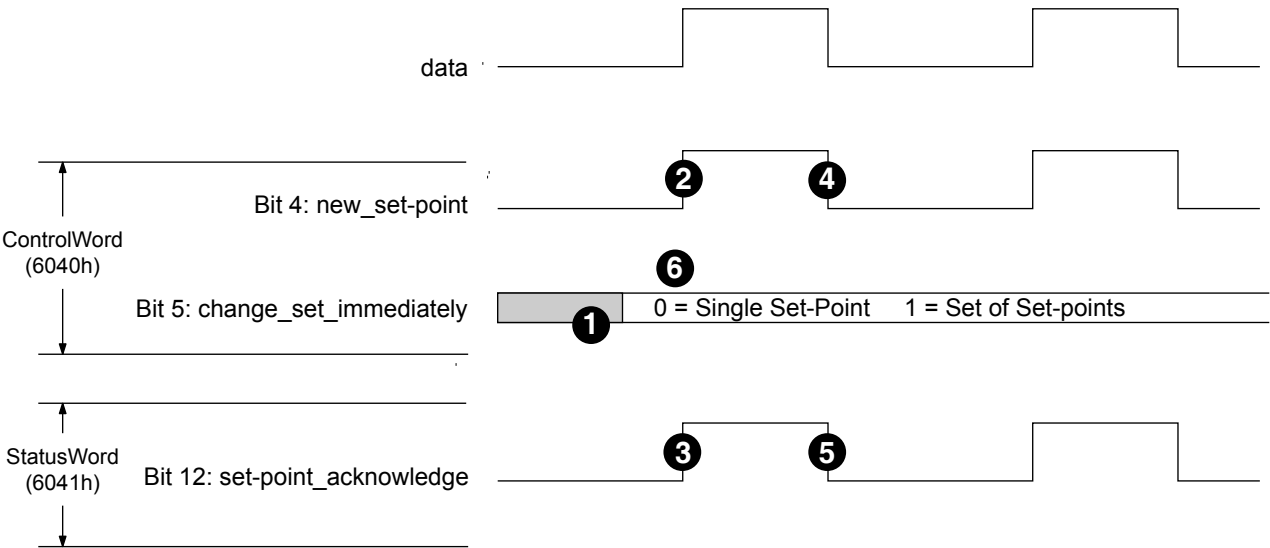 data
2
4
Bit 4: new_set-point
ControlWord
(6040h)
6
Bit 5: change_set_immediately
0 = Single Set-Point 1 = Set of Set-points
1
StatusWord
(6041h)
3
5
Bit 12: set-point_acknowledge